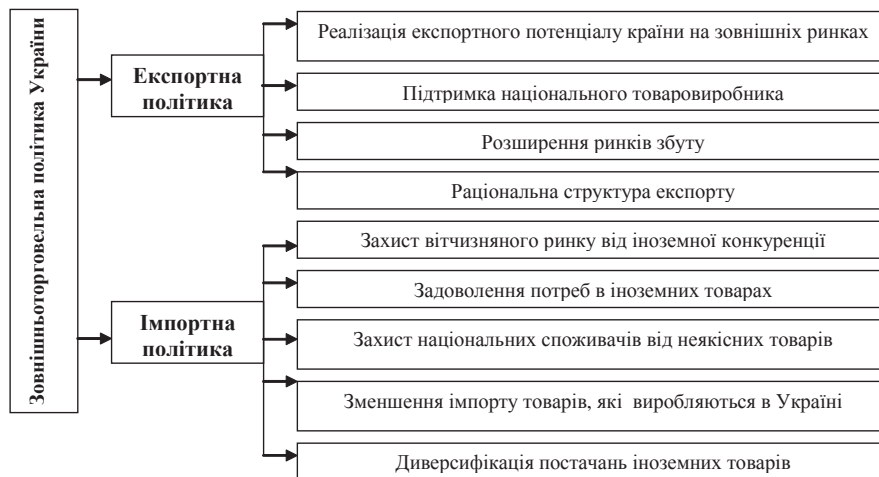 Зовнішньоторговельна політика України
Експортна
політика
Реалізація експортного потенціалу країни на зовнішніх ринках
Підтримка національного товаровиробника
Розширення ринків збуту
Раціональна структура експорту
Імпортна
політика
Захист вітчизняного ринку від іноземної конкуренції
Задоволення потреб в іноземних товарах
Захист національних споживачів від неякісних товарів
Зменшення імпорту товарів, які виробляються в Україні
Диверсифікація постачань іноземних товарів